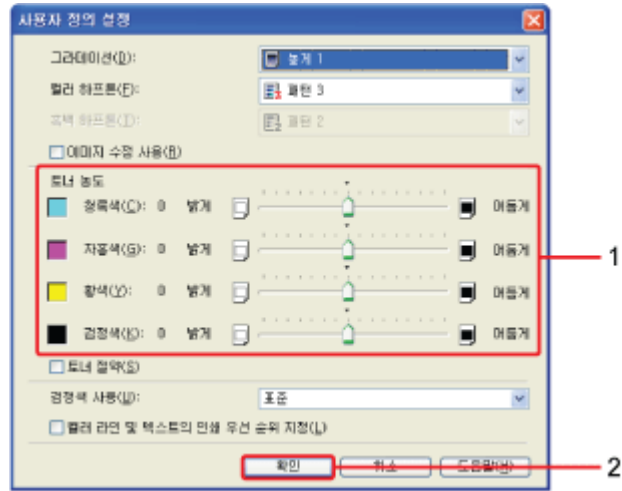 사용자 정의 설정
그라데이션(D): 높게 1
컬러 하프톤(F): 패턴 3
흑백 하프톤(T): 패턴 2
이미지 수정 사용(R)
토너 농도
청록색(C): 0 밝게 어둡게
자홍색(G): 0 밝게 어둡게 1
황색(Y): 0 밝게 어둡게
검정색(K): 0 밝게 어둡게
토너 절약(S)
검정색 사용(U): 표준
컬러 라인 및 텍스트의 인쇄 우선 순위 지정(L)
확인 취소 도움말(H) 2